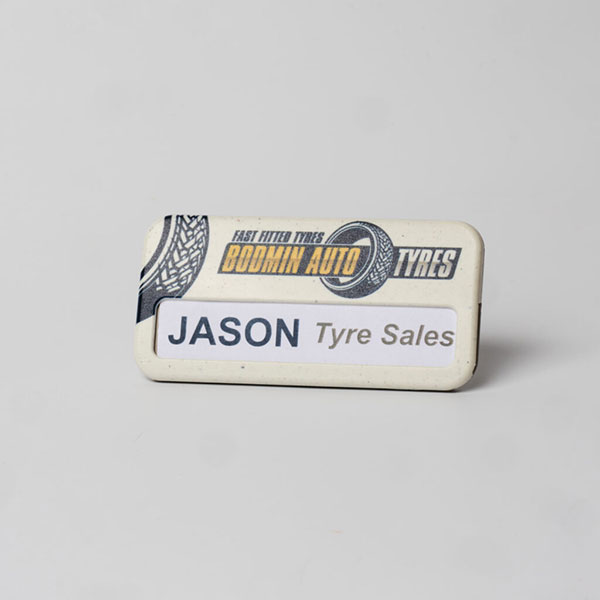 FAST FITTED TYRES
BODMIN AUTO TYRES
JASON Tyre Sales